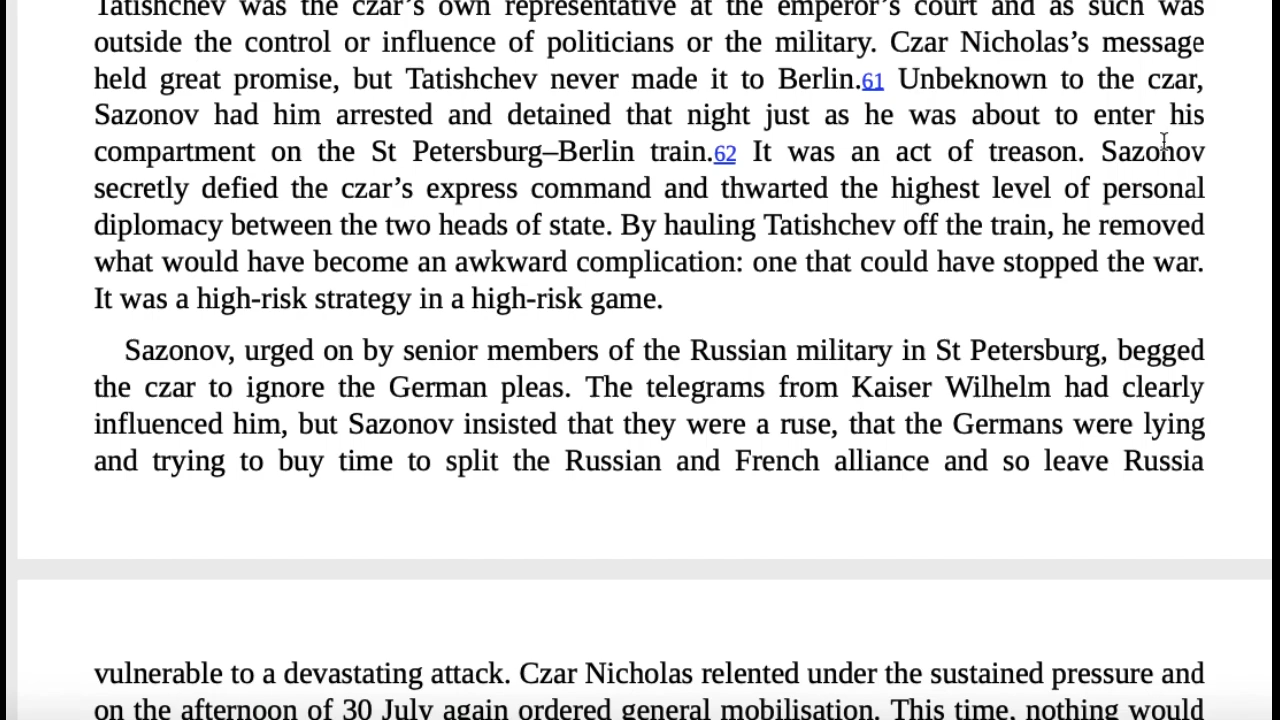 Tatishchev was the czar’s own representative at the emperor’s court and as such was
outside the control or influence of politicians or the military. Czar Nicholas’s message
held great promise, but Tatishchev never made it to Berlin.61 Unbeknown to the czar,
Sazonov had him arrested and detained that night just as he was about to enter his
compartment on the St Petersburg–Berlin train.62 It was an act of treason. Sazonov
secretly defied the czar’s express command and thwarted the highest level of personal
diplomacy between the two heads of state. By hauling Tatishchev off the train, he removed
what would have become an awkward complication: one that could have stopped the war.
It was a high-risk strategy in a high-risk game.
Sazonov, urged on by senior members of the Russian military in St Petersburg, begged
the czar to ignore the German pleas. The telegrams from Kaiser Wilhelm had clearly
influenced him, but Sazonov insisted that they were a ruse, that the Germans were lying
and trying to buy time to split the Russian and French alliance and so leave Russia
vulnerable to a devastating attack. Czar Nicholas relented under the sustained pressure and
on the afternoon of 30 July again ordered general mobilisation. This time, nothing would